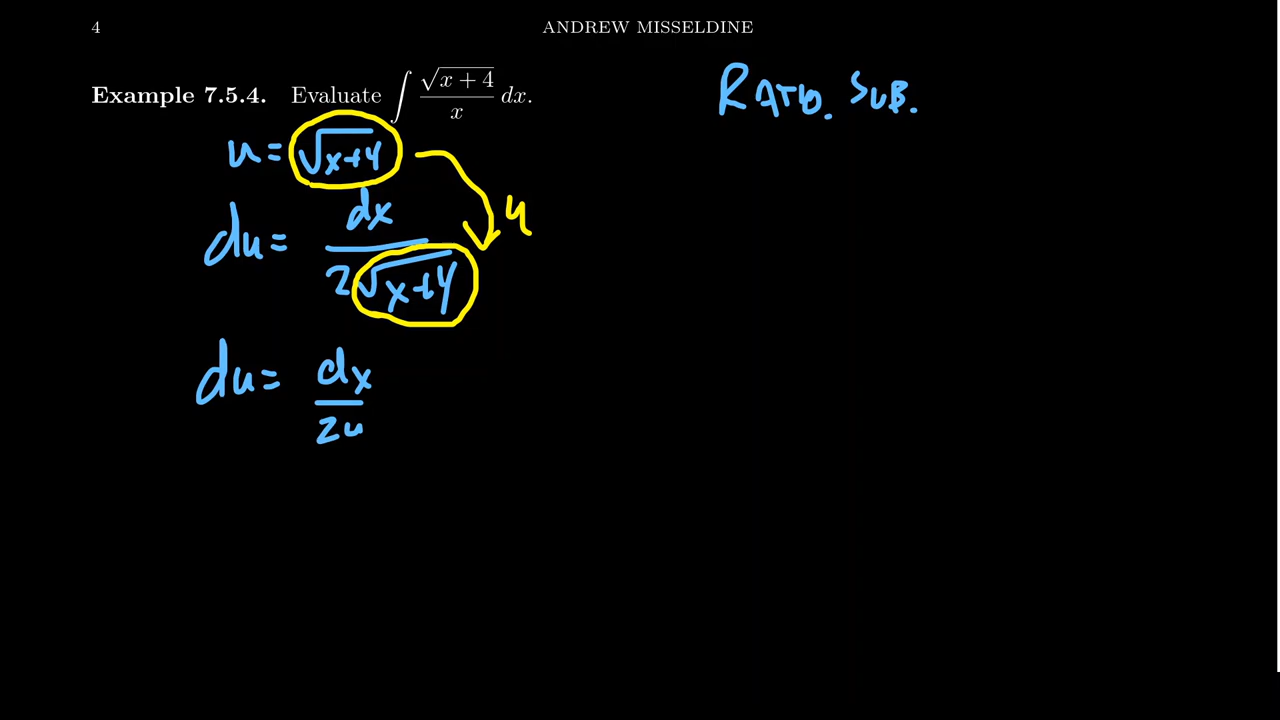 4 ANDREW MISSELDINE
Example 7.5.4. Evaluate ∫ √(x + 4) / x dx.
RATIO. SUB.
u = √(x+4)
du = dx / (2√(x+4))
u
du = dx / 2u